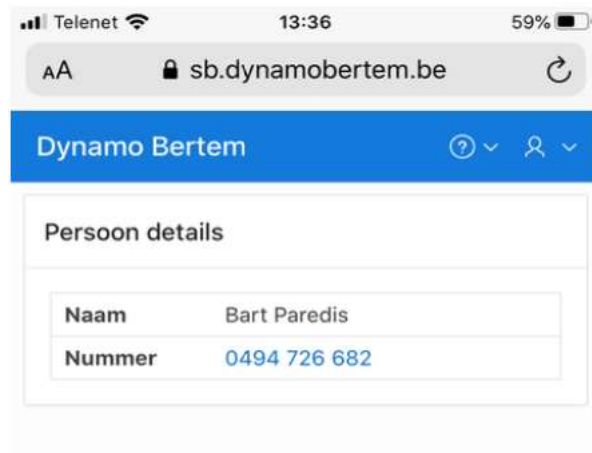 Telenet 13:36 59%
AA sb.dynamobertem.be
Dynamo Bertem
Persoon details
Naam Bart Paredis
Nummer 0494 726 682